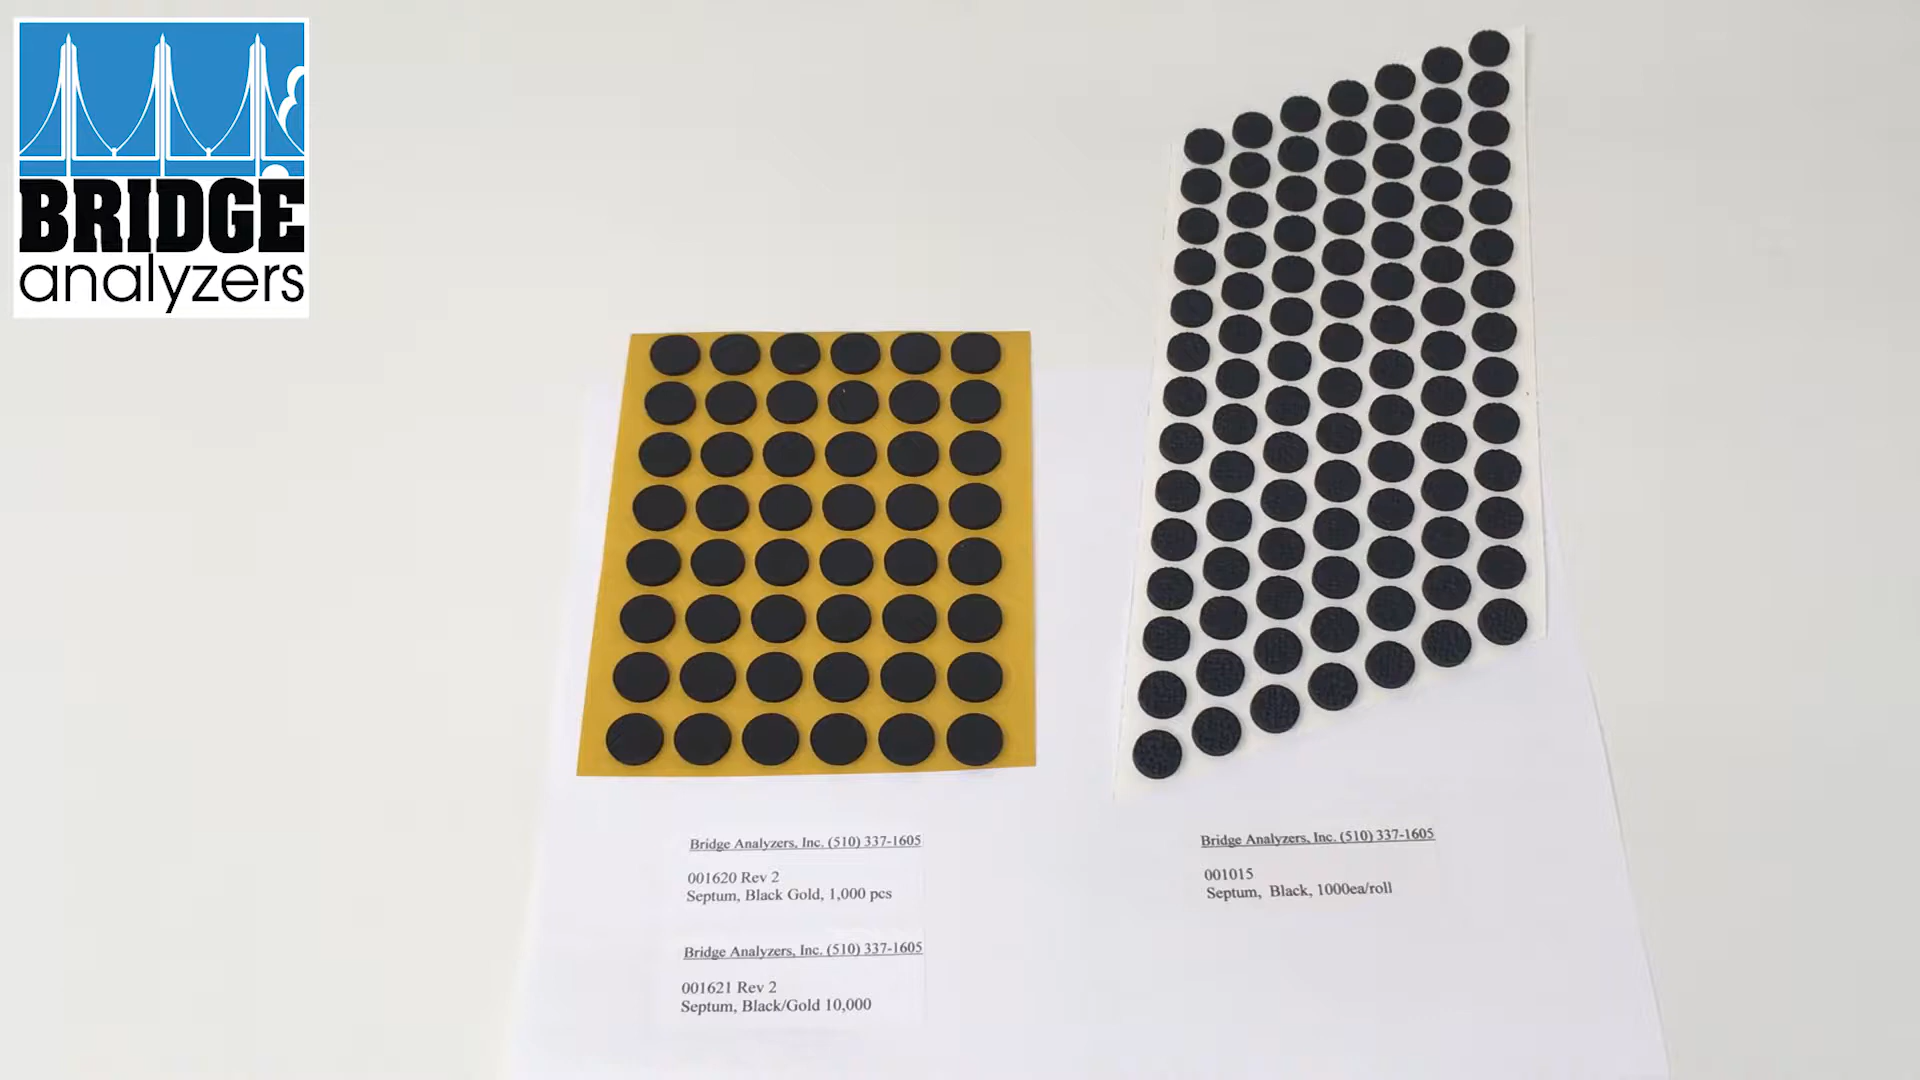 BRIDGE
analyzers
Bridge Analyzers, Inc. (510) 337-1605
001620 Rev 2
Septum, Black Gold, 1,000 pcs
Bridge Analyzers, Inc. (510) 337-1605
001621 Rev 2
Septum, Black/Gold 10,000
Bridge Analyzers, Inc. (510) 337-1605
001015
Septum, Black, 1000ea/roll